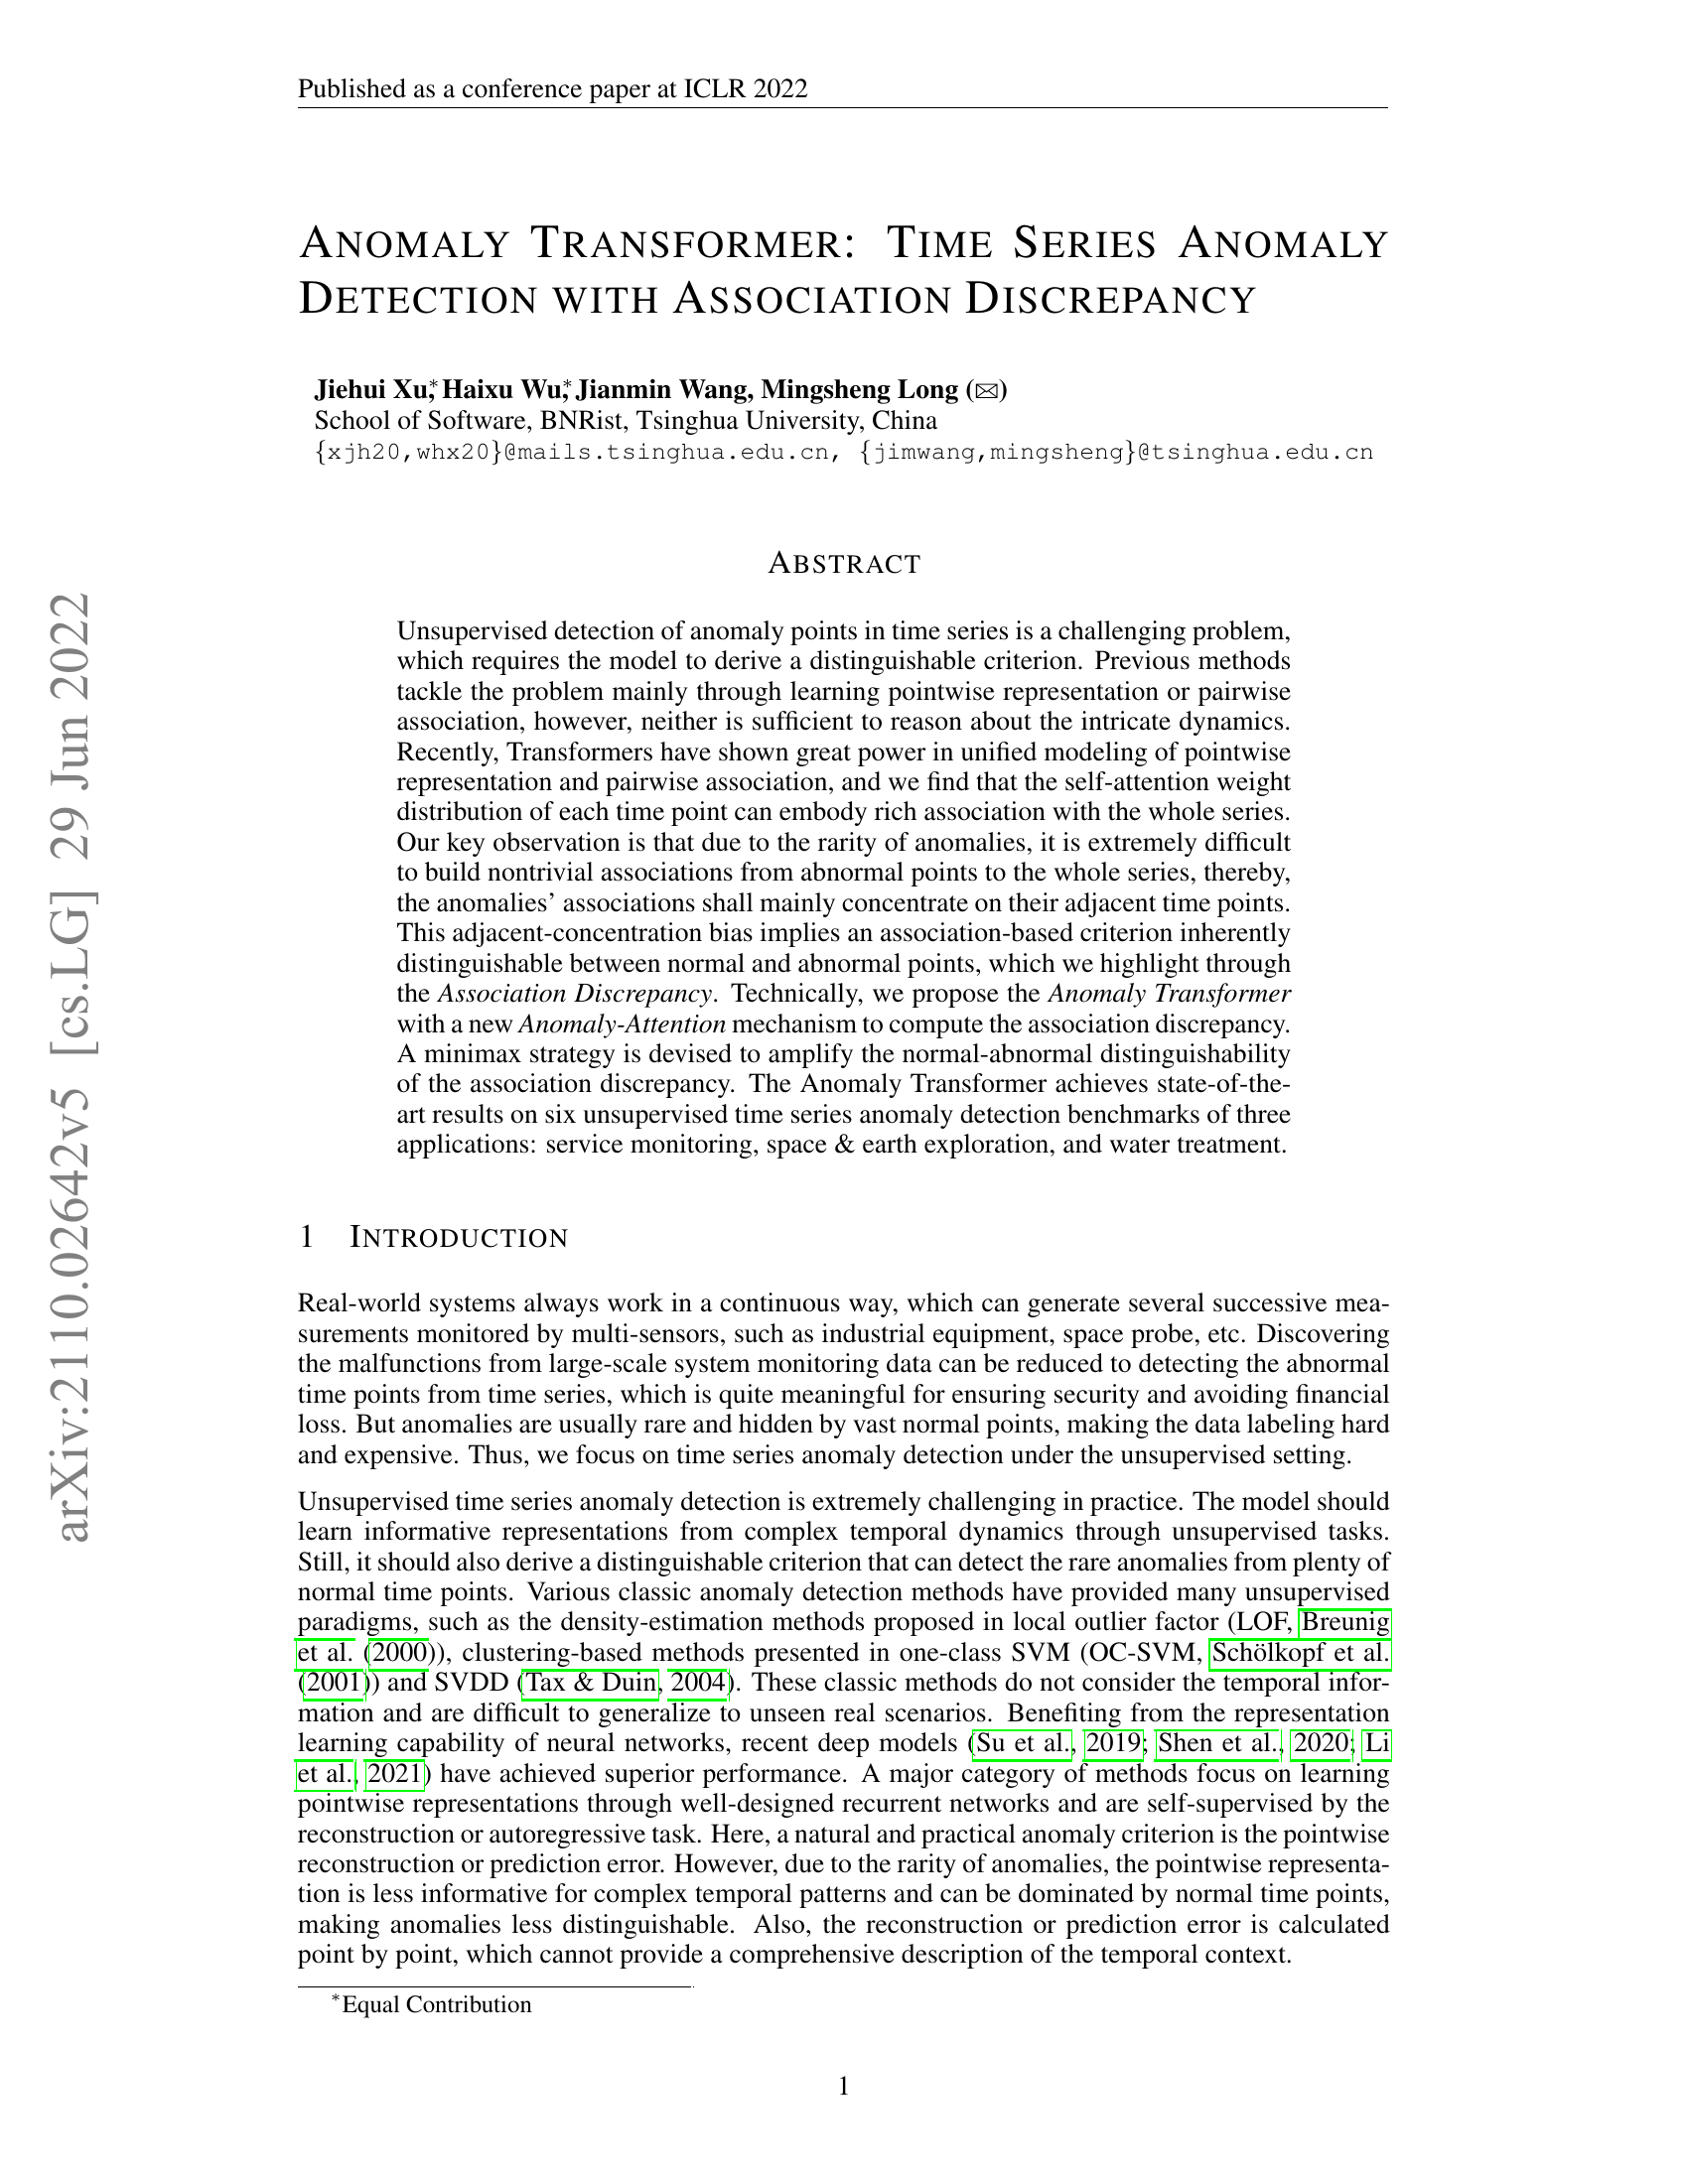 Published as a conference paper at ICLR 2022
ANOMALY TRANSFORMER: TIME SERIES ANOMALY
DETECTION WITH ASSOCIATION DISCREPANCY
Jiehui Xu*, Haixu Wu*, Jianmin Wang, Mingsheng Long (✉)
School of Software, BNRist, Tsinghua University, China
{xjh20,whx20}@mails.tsinghua.edu.cn, {jimwang,mingsheng}@tsinghua.edu.cn
ABSTRACT
Unsupervised detection of anomaly points in time series is a challenging problem,
which requires the model to derive a distinguishable criterion. Previous methods
tackle the problem mainly through learning pointwise representation or pairwise
association, however, neither is sufficient to reason about the intricate dynamics.
Recently, Transformers have shown great power in unified modeling of pointwise
representation and pairwise association, and we find that the self-attention weight
distribution of each time point can embody rich association with the whole series.
Our key observation is that due to the rarity of anomalies, it is extremely difficult
to build nontrivial associations from abnormal points to the whole series, thereby,
the anomalies' associations shall mainly concentrate on their adjacent time points.
This adjacent-concentration bias implies an association-based criterion inherently
distinguishable between normal and abnormal points, which we highlight through
the Association Discrepancy. Technically, we propose the Anomaly Transformer
with a new Anomaly-Attention mechanism to compute the association discrepancy.
A minimax strategy is devised to amplify the normal-abnormal distinguishability
of the association discrepancy. The Anomaly Transformer achieves state-of-the-
art results on six unsupervised time series anomaly detection benchmarks of three
applications: service monitoring, space & earth exploration, and water treatment.
1 INTRODUCTION
Real-world systems always work in a continuous way, which can generate several successive mea-
surements monitored by multi-sensors, such as industrial equipment, space probe, etc. Discovering
the malfunctions from large-scale system monitoring data can be reduced to detecting the abnormal
time points from time series, which is quite meaningful for ensuring security and avoiding financial
loss. But anomalies are usually rare and hidden by vast normal points, making the data labeling hard
and expensive. Thus, we focus on time series anomaly detection under the unsupervised setting.
Unsupervised time series anomaly detection is extremely challenging in practice. The model should
learn informative representations from complex temporal dynamics through unsupervised tasks.
Still, it should also derive a distinguishable criterion that can detect the rare anomalies from plenty of
normal time points. Various classic anomaly detection methods have provided many unsupervised
paradigms, such as the density-estimation methods proposed in local outlier factor (LOF, Breunig
et al. (2000)), clustering-based methods presented in one-class SVM (OC-SVM, Schölkopf et al.
(2001)) and SVDD (Tax & Duin, 2004). These classic methods do not consider the temporal infor-
mation and are difficult to generalize to unseen real scenarios. Benefiting from the representation
learning capability of neural networks, recent deep models (Su et al., 2019; Shen et al., 2020; Li
et al., 2021) have achieved superior performance. A major category of methods focus on learning
pointwise representations through well-designed recurrent networks and are self-supervised by the
reconstruction or autoregressive task. Here, a natural and practical anomaly criterion is the pointwise
reconstruction or prediction error. However, due to the rarity of anomalies, the pointwise representa-
tion is less informative for complex temporal patterns and can be dominated by normal time points,
making anomalies less distinguishable. Also, the reconstruction or prediction error is calculated
point by point, which cannot provide a comprehensive description of the temporal context.
*Equal Contribution
1
arXiv:2110.02642v5 [cs.LG] 29 Jun 2022